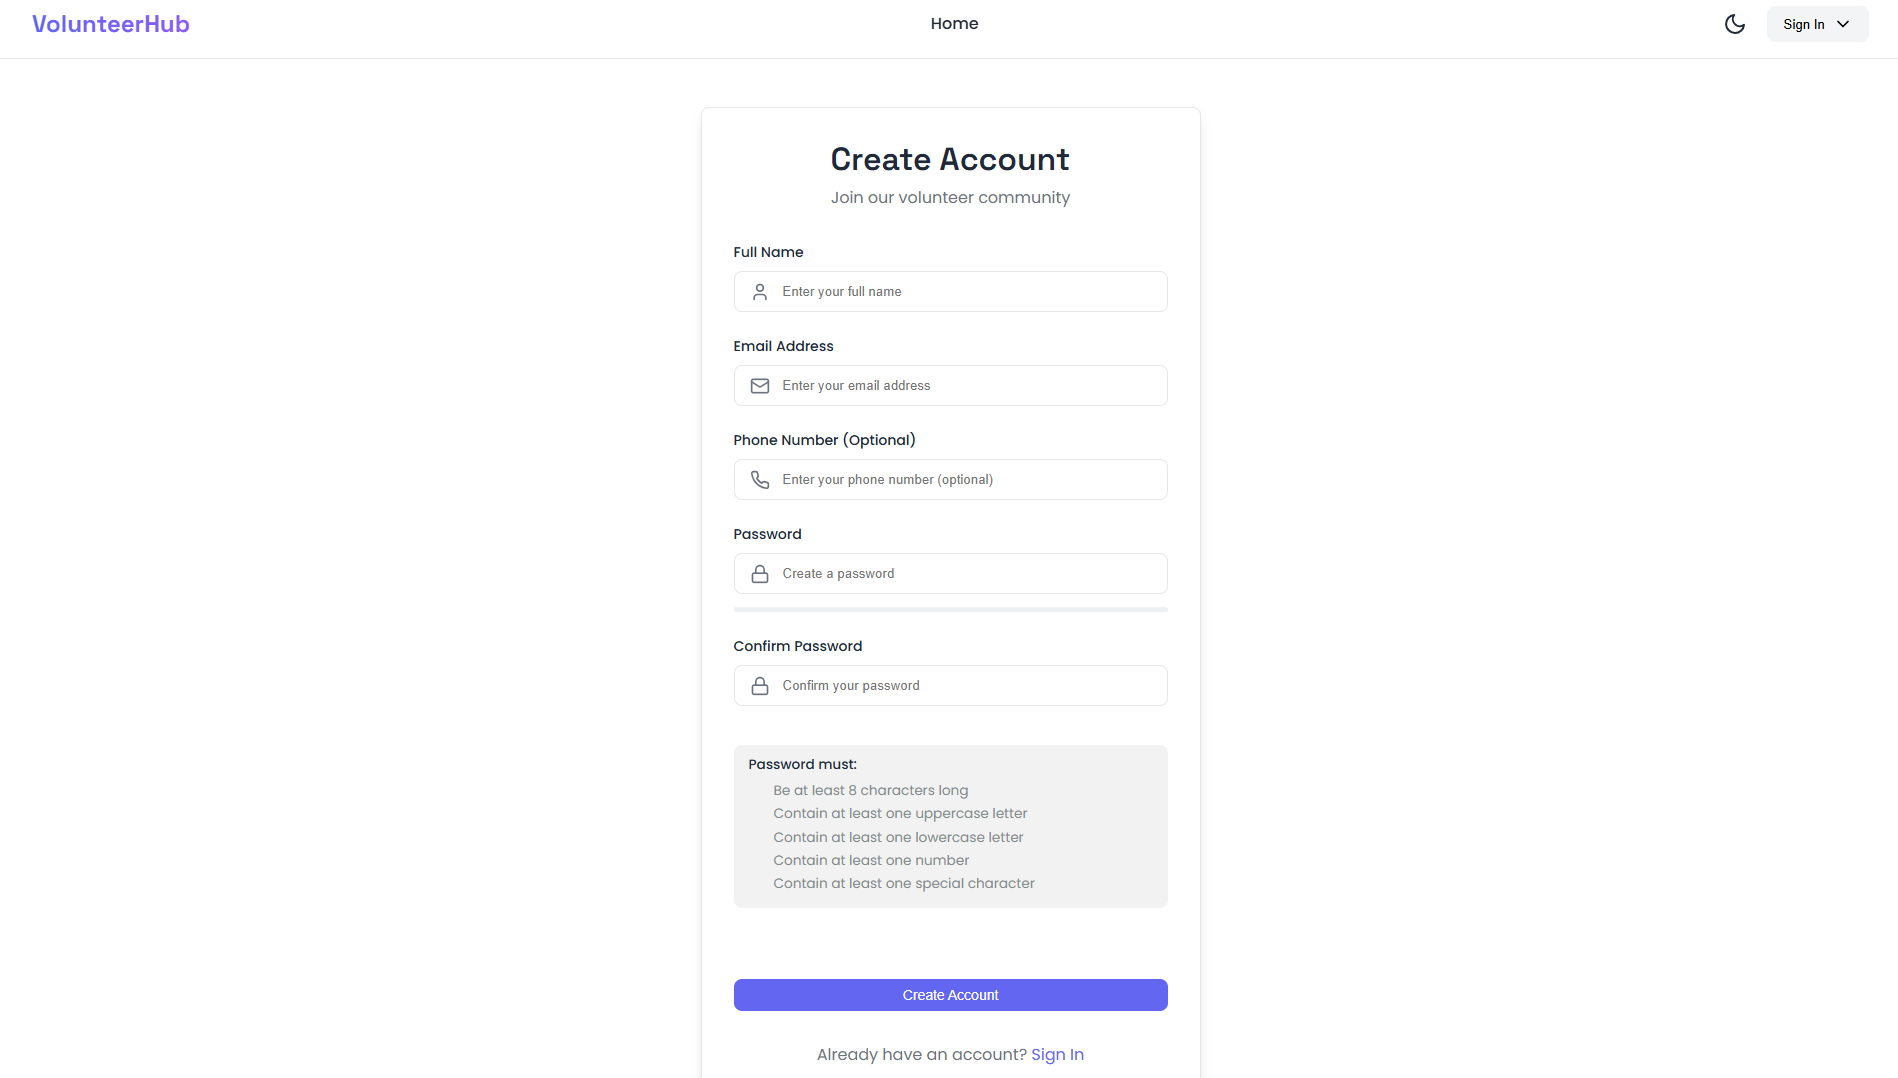 VolunteerHub
Home
Sign In
Create Account
Join our volunteer community
Full Name
Enter your full name
Email Address
Enter your email address
Phone Number (Optional)
Enter your phone number (optional)
Password
Create a password
Confirm Password
Confirm your password
Password must:
Be at least 8 characters long
Contain at least one uppercase letter
Contain at least one lowercase letter
Contain at least one number
Contain at least one special character
Create Account
Already have an account? Sign In